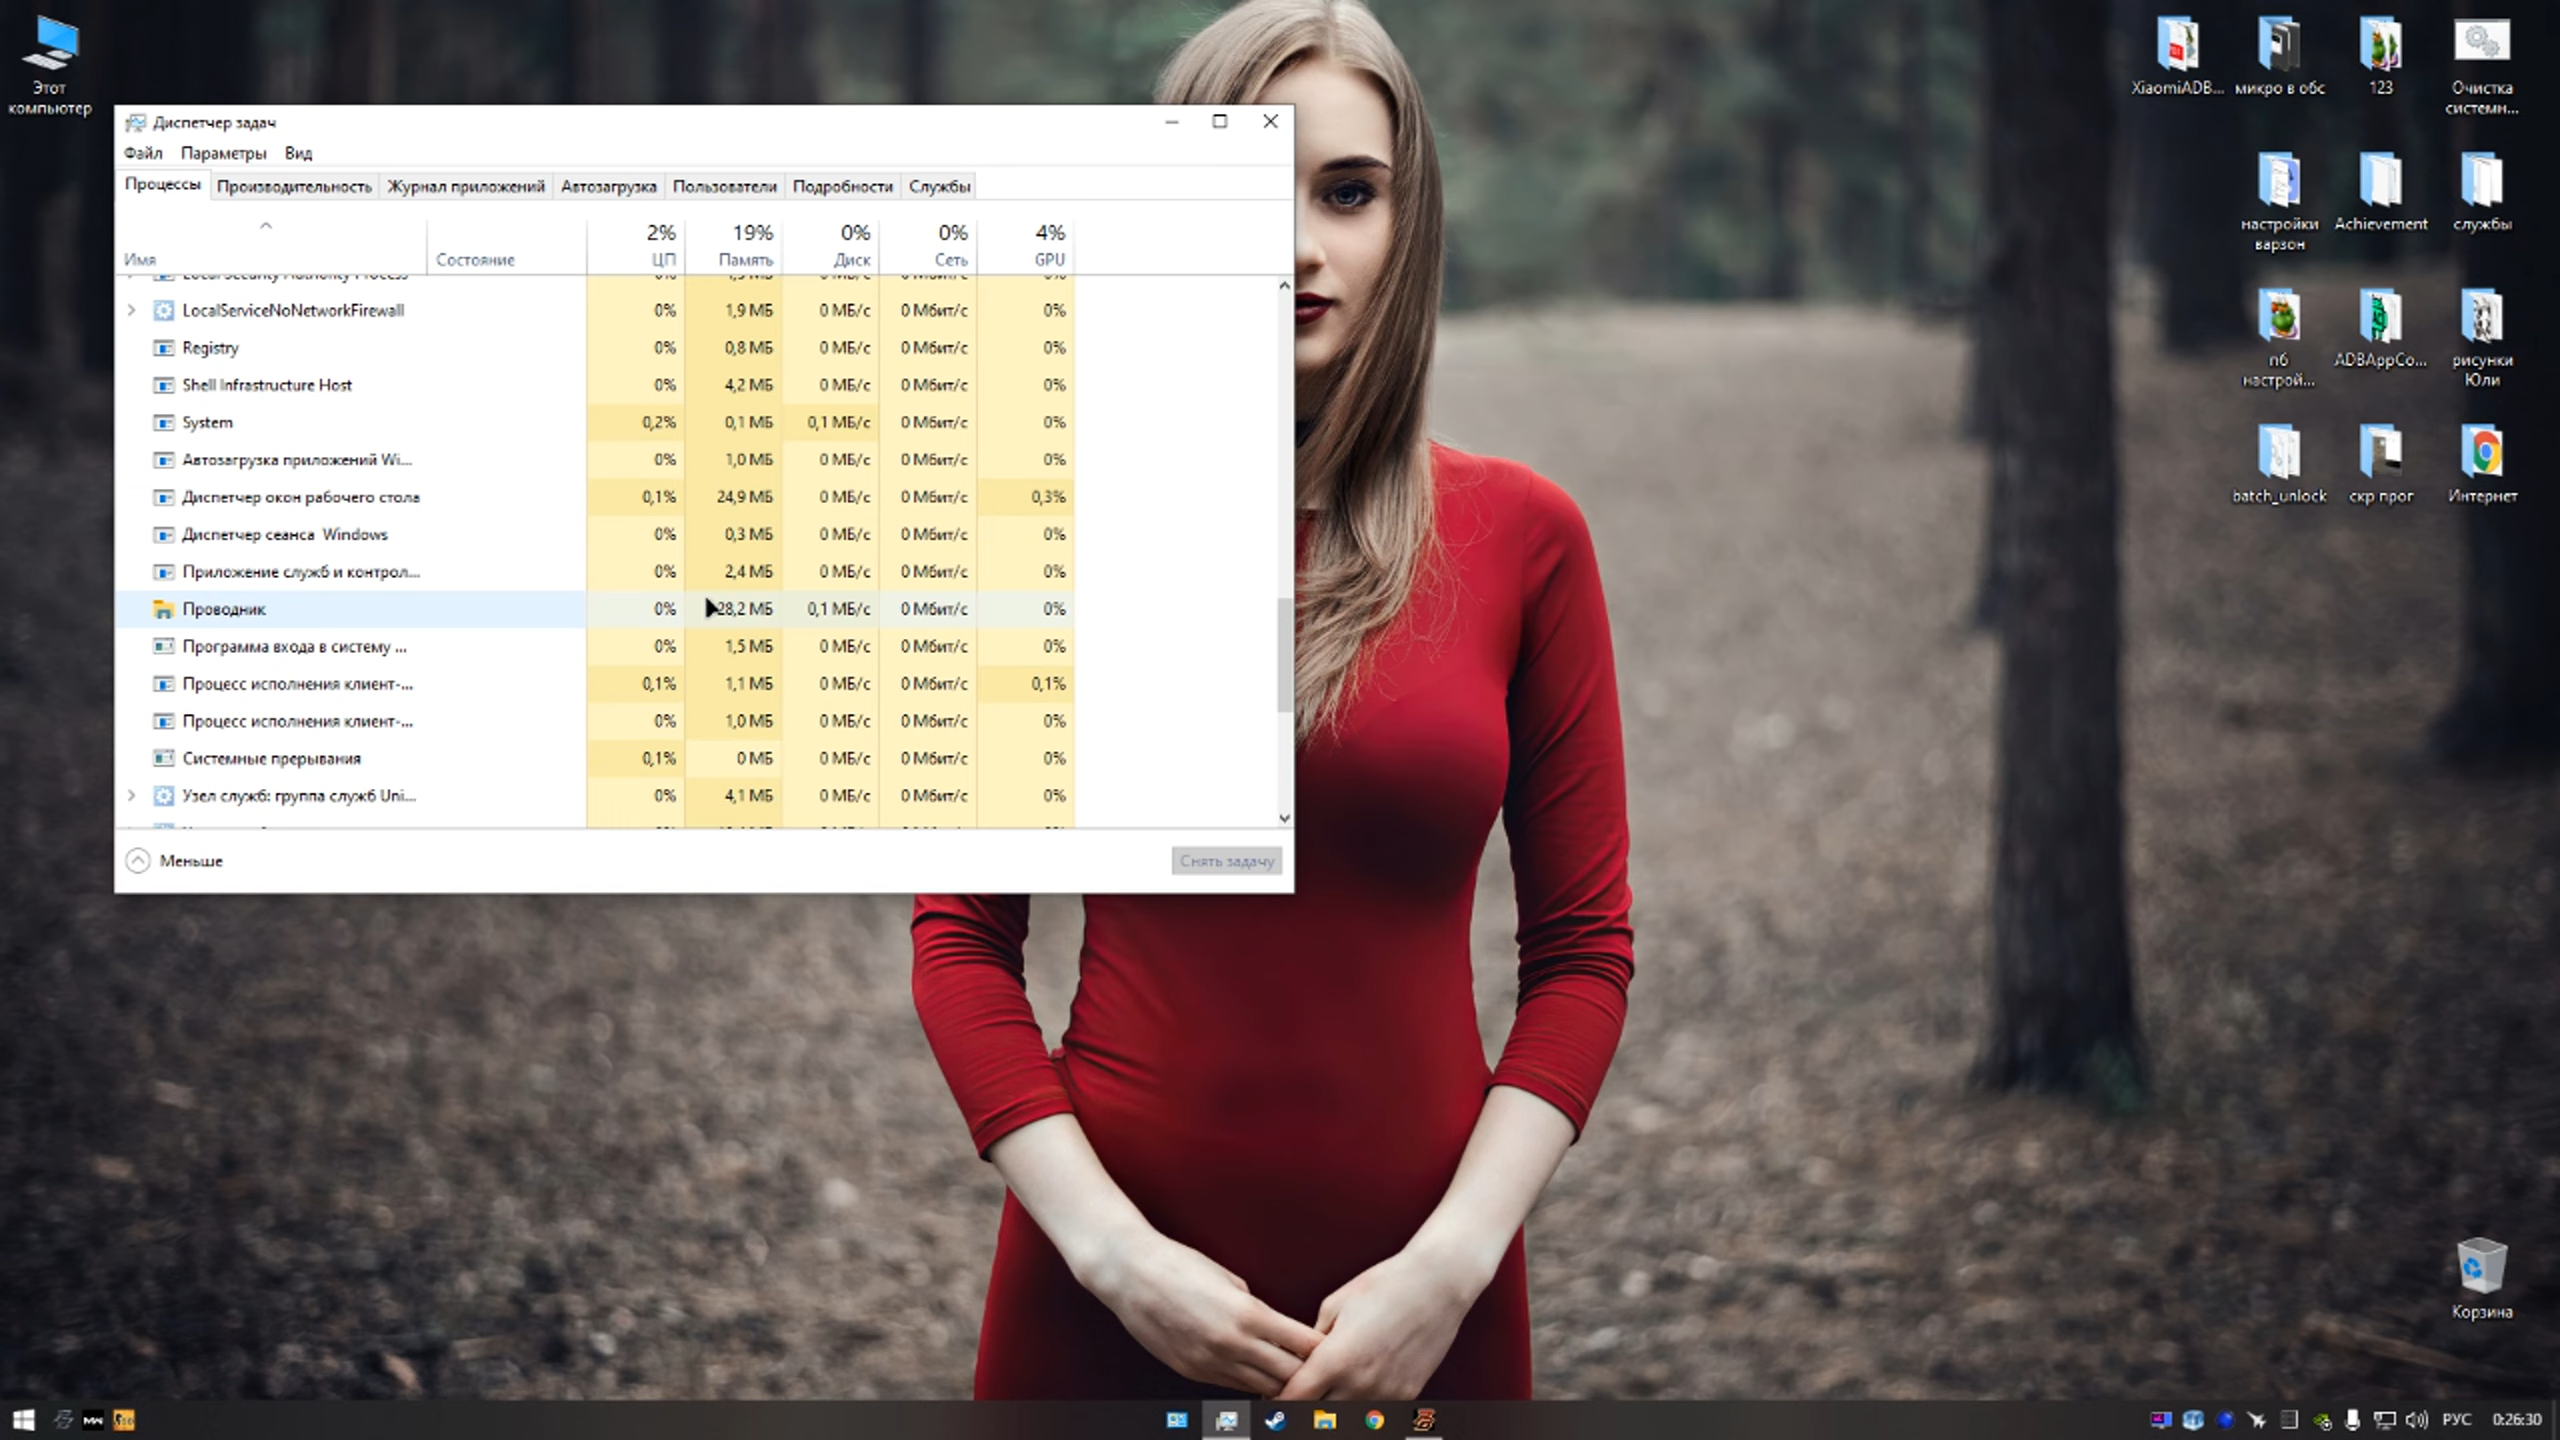 Этот
компьютер
XiaomiADB...
микро в обс
123
Очистка
системн...
настройки
варзон
Achievement
службы
п6
настрой...
ADBAppCo...
рисунки
Юли
batch_unlock
скр прог
Интернет
Корзина
Диспетчер задач
Файл Параметры Вид
Процессы Производительность Журнал приложений Автозагрузка Пользователи Подробности Службы
2% 19% 0% 0% 4%
Имя Состояние ЦП Память Диск Сеть GPU
Local Security Authority Process
LocalServiceNoNetworkFirewall 0% 1,9 МБ 0 МБ/с 0 Мбит/с 0%
Registry 0% 0,8 МБ 0 МБ/с 0 Мбит/с 0%
Shell Infrastructure Host 0% 4,2 МБ 0 МБ/с 0 Мбит/с 0%
System 0,2% 0,1 МБ 0,1 МБ/с 0 Мбит/с 0%
Автозагрузка приложений Wi... 0% 1,0 МБ 0 МБ/с 0 Мбит/с 0%
Диспетчер окон рабочего стола 0,1% 24,9 МБ 0 МБ/с 0 Мбит/с 0,3%
Диспетчер сеанса Windows 0% 0,3 МБ 0 МБ/с 0 Мбит/с 0%
Приложение служб и контрол... 0% 2,4 МБ 0 МБ/с 0 Мбит/с 0%
Проводник 0% 28,2 МБ 0,1 МБ/с 0 Мбит/с 0%
Программа входа в систему ... 0% 1,5 МБ 0 МБ/с 0 Мбит/с 0%
Процесс исполнения клиент-... 0,1% 1,1 МБ 0 МБ/с 0 Мбит/с 0,1%
Процесс исполнения клиент-... 0% 1,0 МБ 0 МБ/с 0 Мбит/с 0%
Системные прерывания 0,1% 0 МБ 0 МБ/с 0 Мбит/с 0%
Узел служб: группа служб Uni... 0% 4,1 МБ 0 МБ/с 0 Мбит/с 0%
Меньше Снять задачу
MW
РУС 0:26:30